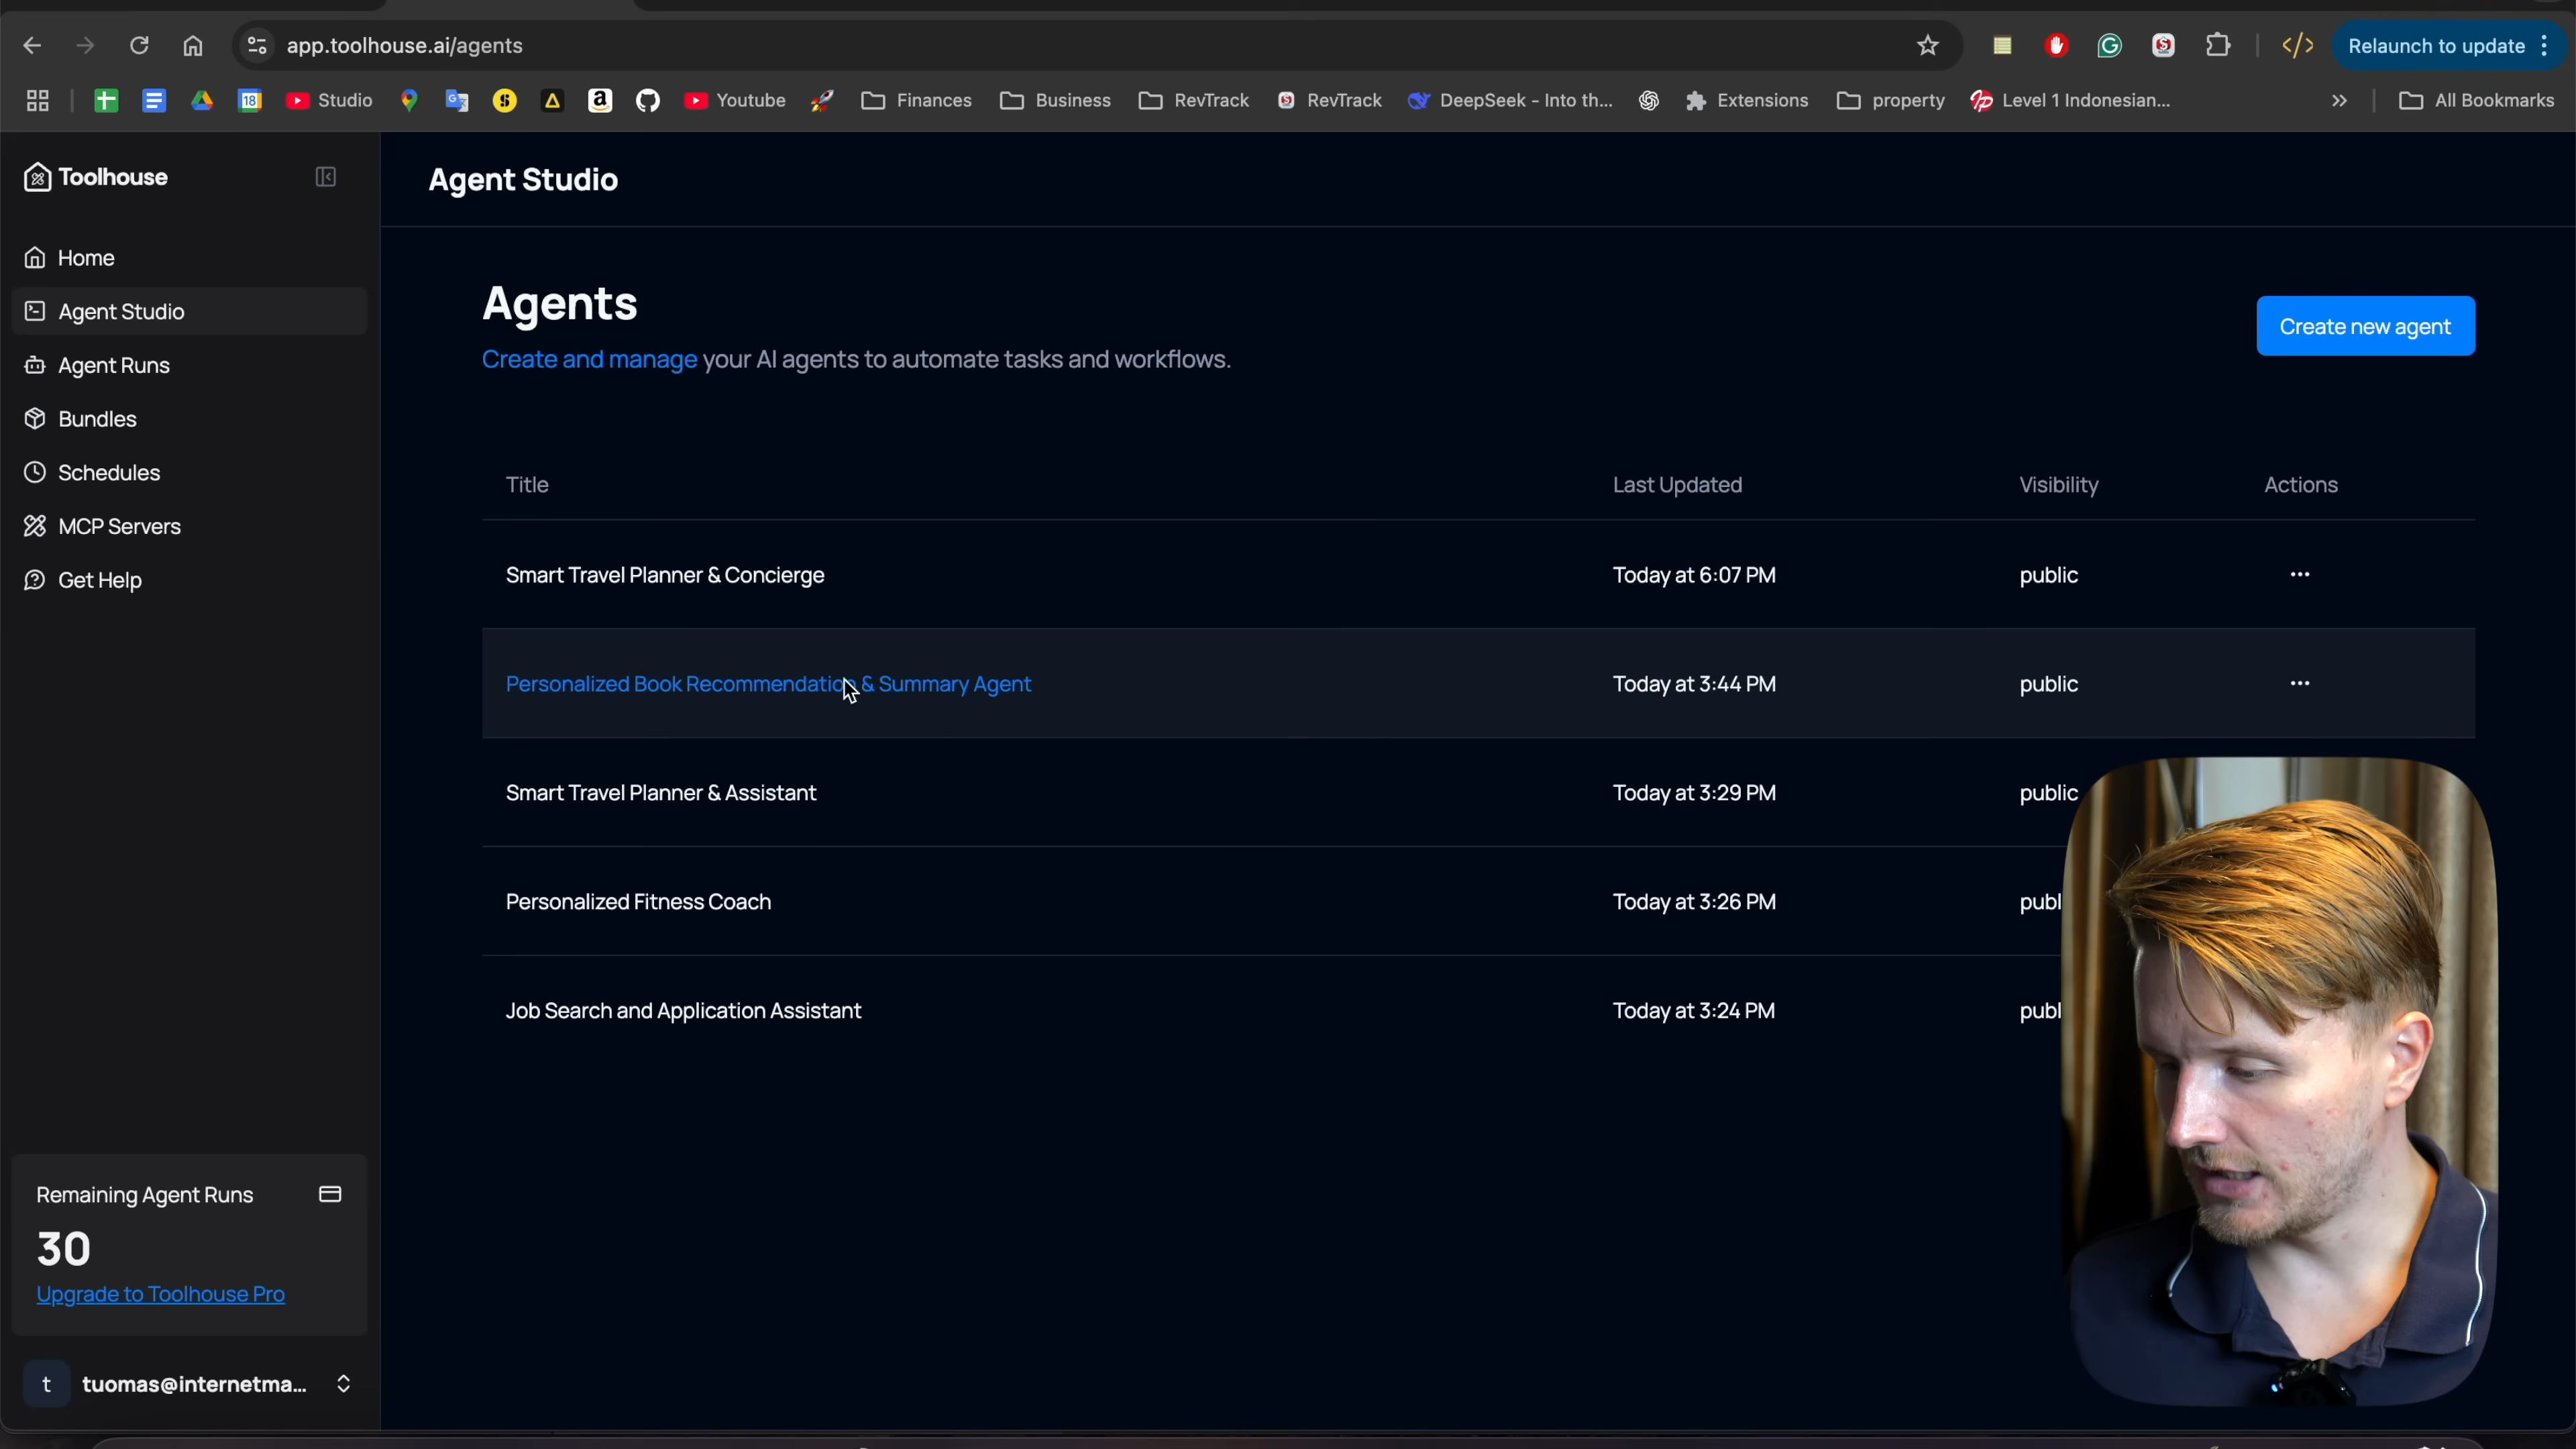 app.toolhouse.ai/agents
Relaunch to update
Studio
Youtube
Finances
Business
RevTrack
RevTrack
DeepSeek - Into th...
Extensions
property
Level 1 Indonesian...
All Bookmarks
Toolhouse
Home
Agent Studio
Agent Runs
Bundles
Schedules
MCP Servers
Get Help
Remaining Agent Runs
30
Upgrade to Toolhouse Pro
t
tuomas@internetma...
Agent Studio
Agents
Create and manage your AI agents to automate tasks and workflows.
Create new agent
Title Last Updated Visibility Actions
Smart Travel Planner & Concierge Today at 6:07 PM public
Personalized Book Recommendation & Summary Agent Today at 3:44 PM public
Smart Travel Planner & Assistant Today at 3:29 PM public
Personalized Fitness Coach Today at 3:26 PM publ
Job Search and Application Assistant Today at 3:24 PM publ